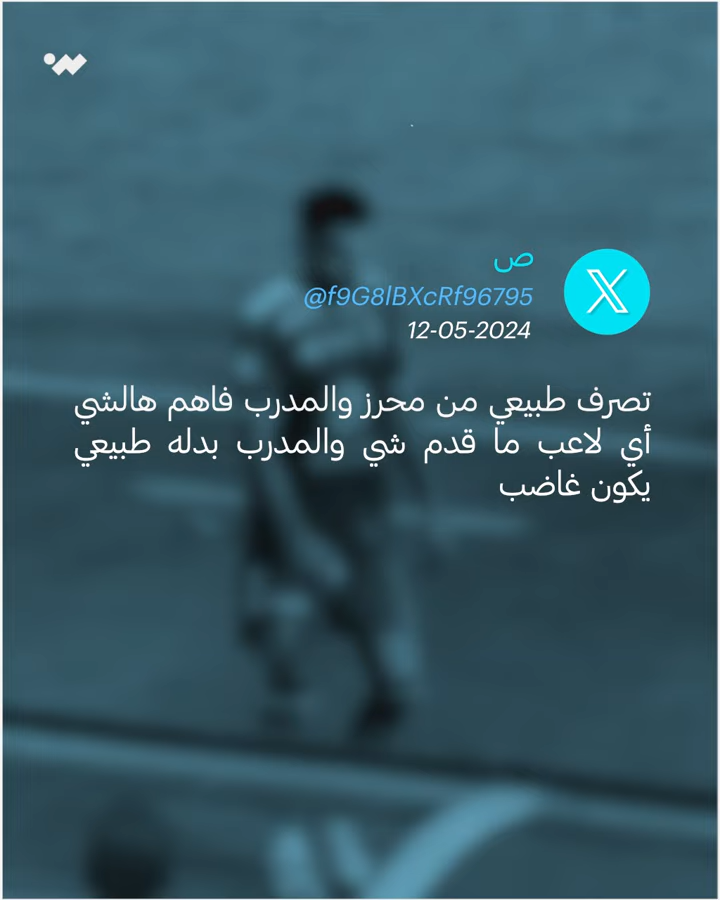 ص
@f9G8lBXcRf96795
12-05-2024
تصرف طبيعي من محرز والمدرب فاهم هالشي
أي لاعب ما قدم شي والمدرب بدله طبيعي
يكون غاضب